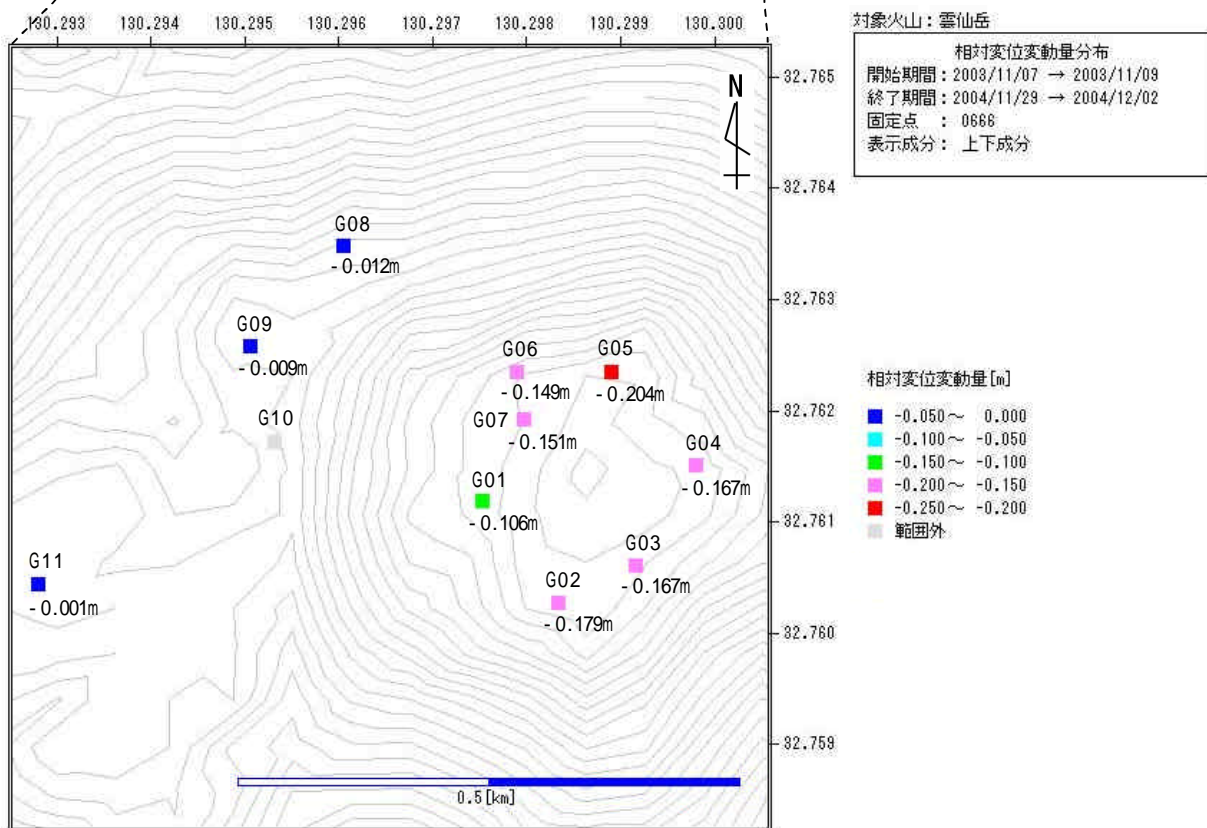 130.293 130.294 130.295 130.296 130.297 130.298 130.299 130.300
対象火山：雲仙岳
相対変位変動量分布
開始期間：2003/11/07 → 2003/11/09
終了期間：2004/11/29 → 2004/12/02
固定点 ：0666
表示成分：上下成分
N
32.765
32.764
32.763
32.762
32.761
32.760
32.759
G08
-0.012m
G09
-0.009m
G10
G06
-0.149m
G05
-0.204m
G07
-0.151m
G04
-0.167m
G01
-0.106m
G03
-0.167m
G02
-0.179m
G11
-0.001m
0.5[km]
相対変位変動量[m]
-0.050～ 0.000
-0.100～ -0.050
-0.150～ -0.100
-0.200～ -0.150
-0.250～ -0.200
範囲外